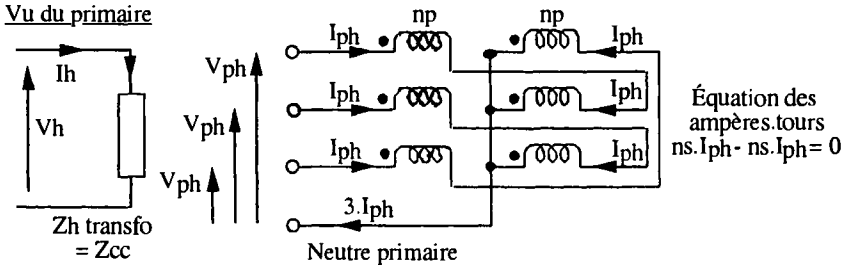 Vu du primaire
Ih
Vh
Zh transfo
= Zcc
np
np
Iph
Iph
Vph
Iph
Iph
Vph
Iph
Iph
Vph
3.Iph
Neutre primaire
Équation des
ampères.tours
ns.Iph - ns.Iph = 0